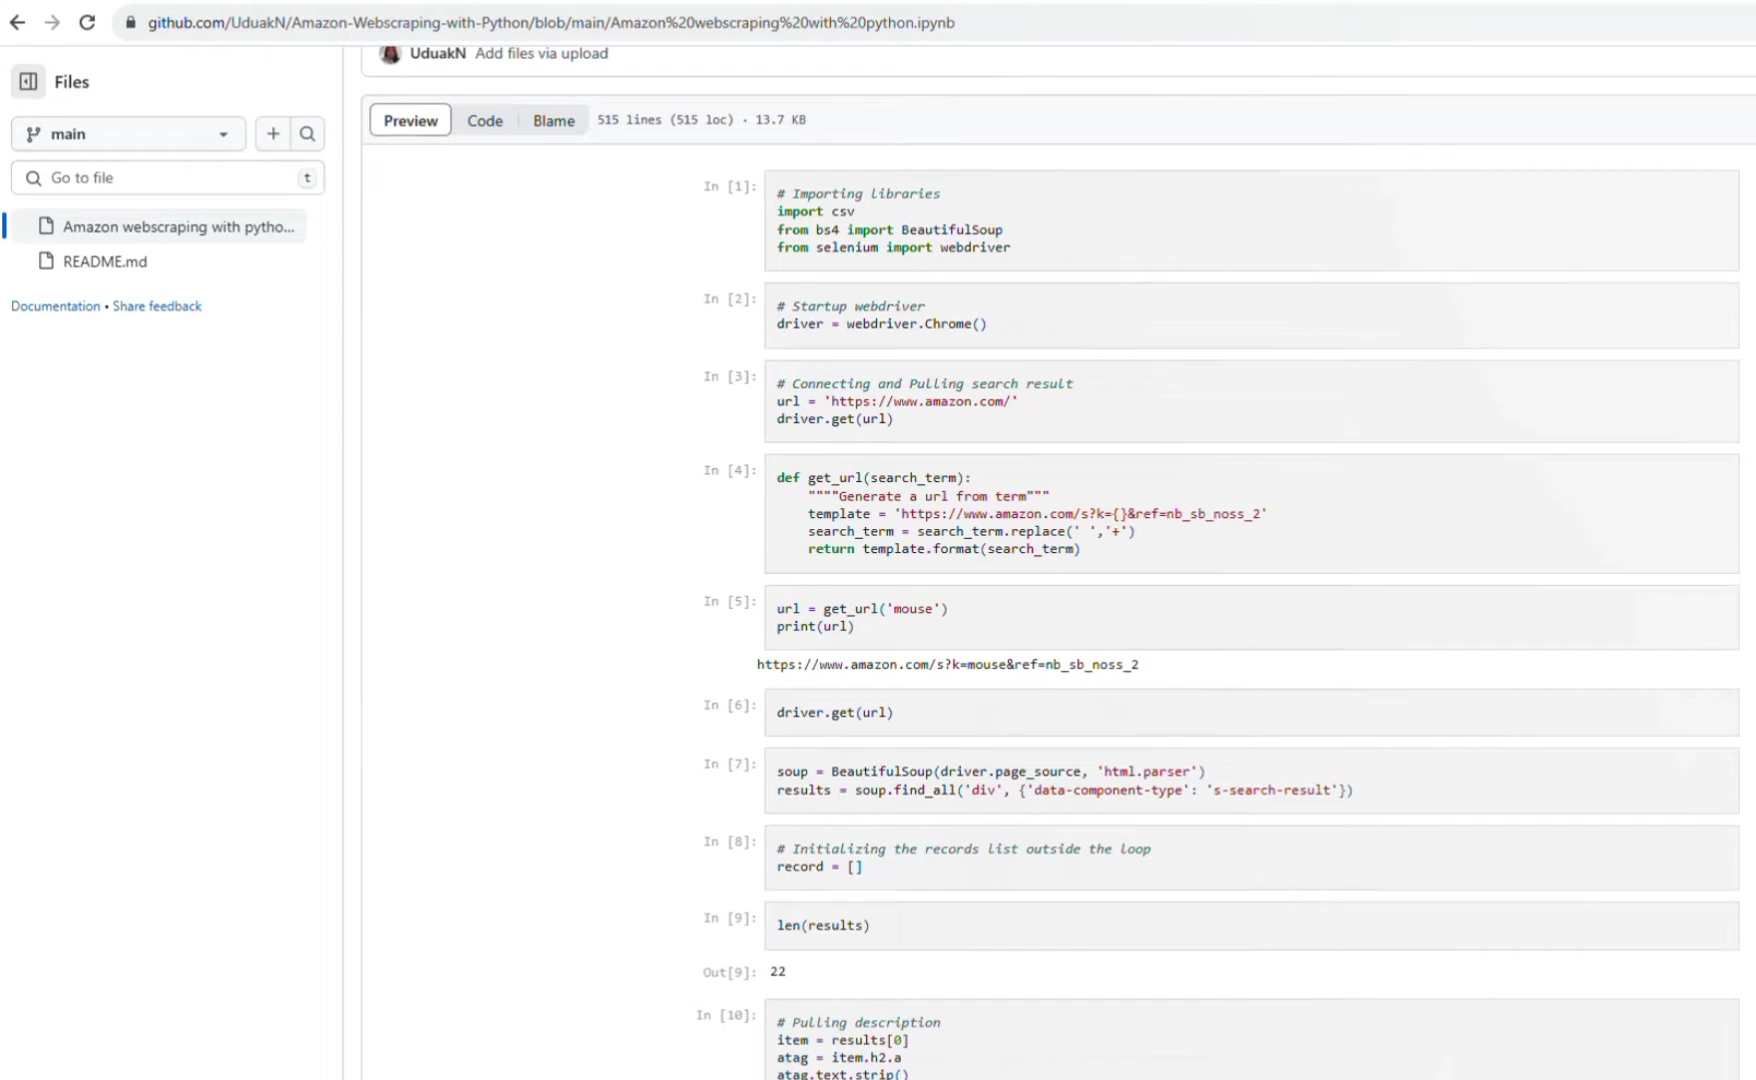 github.com/UduakN/Amazon-Webscraping-with-Python/blob/main/Amazon%20webscraping%20with%20python.ipynb
UduakN Add files via upload
Files
main
Go to file
t
Amazon webscraping with pytho...
README.md
Documentation • Share feedback
Preview Code Blame 515 lines (515 loc) · 13.7 KB
In [1]:
# Importing libraries
import csv
from bs4 import BeautifulSoup
from selenium import webdriver
In [2]:
# Startup webdriver
driver = webdriver.Chrome()
In [3]:
# Connecting and Pulling search result
url = 'https://www.amazon.com/'
driver.get(url)
In [4]:
def get_url(search_term):
    """"Generate a url from term"""
    template = 'https://www.amazon.com/s?k={}&ref=nb_sb_noss_2'
    search_term = search_term.replace(' ','+')
    return template.format(search_term)
In [5]:
url = get_url('mouse')
print(url)
https://www.amazon.com/s?k=mouse&ref=nb_sb_noss_2
In [6]:
driver.get(url)
In [7]:
soup = BeautifulSoup(driver.page_source, 'html.parser')
results = soup.find_all('div', {'data-component-type': 's-search-result'})
In [8]:
# Initializing the records list outside the loop
record = []
In [9]:
len(results)
Out[9]: 22
In [10]:
# Pulling description
item = results[0]
atag = item.h2.a
atag.text.strip()